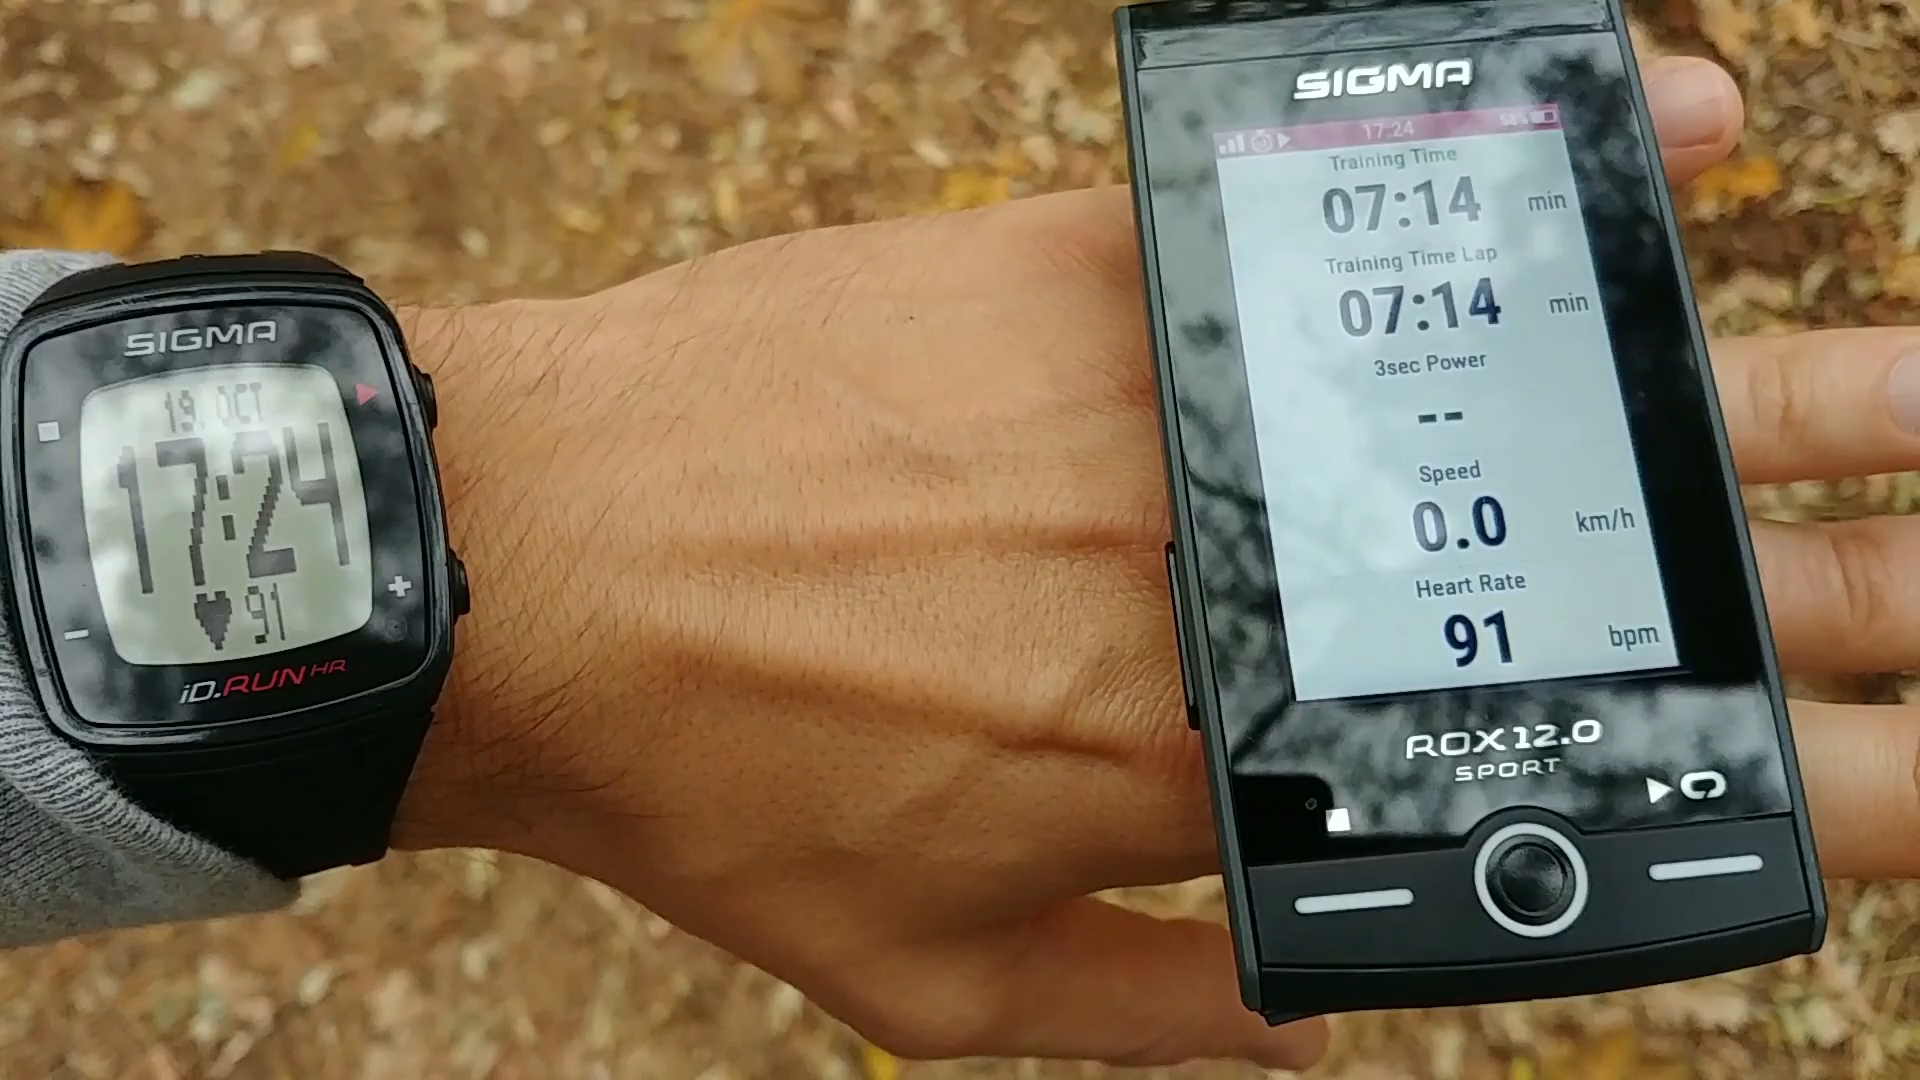 SIGMA
19. OCT
17:24
91
iD.RUN HR
SIGMA
17:24 58%
Training Time
07:14 min
Training Time Lap
07:14 min
3sec Power
--
Speed
0.0 km/h
Heart Rate
91 bpm
ROX 12.0
SPORT